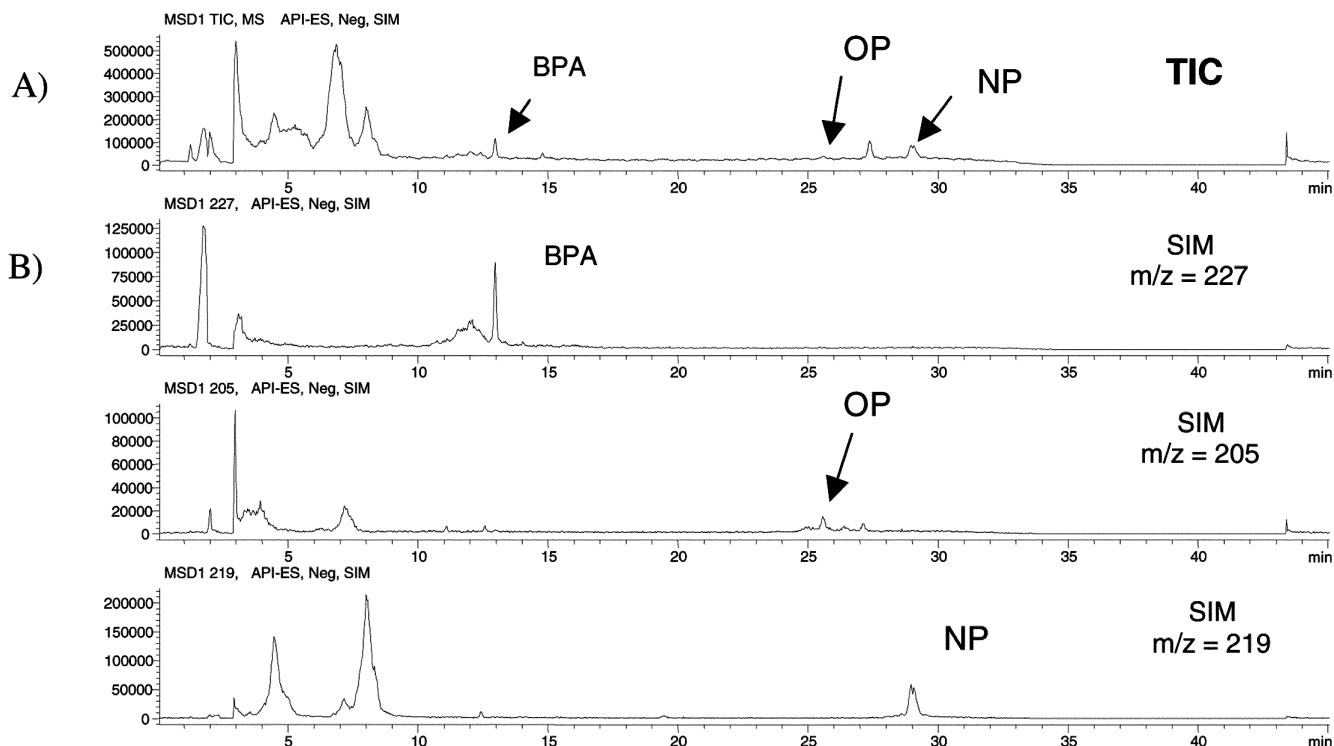 MSD1 TIC, MS API-ES, Neg, SIM
A)
500000
400000
300000
200000
100000
0
BPA
OP
NP
TIC
5 10 15 20 25 30 35 40 min
MSD1 227, API-ES, Neg, SIM
B)
125000
100000
75000
50000
25000
0
BPA
SIM
m/z = 227
5 10 15 20 25 30 35 40 min
MSD1 205, API-ES, Neg, SIM
100000
80000
60000
40000
20000
0
OP
SIM
m/z = 205
5 10 15 20 25 30 35 40 min
MSD1 219, API-ES, Neg, SIM
200000
150000
100000
50000
0
NP
SIM
m/z = 219
5 10 15 20 25 30 35 40 min